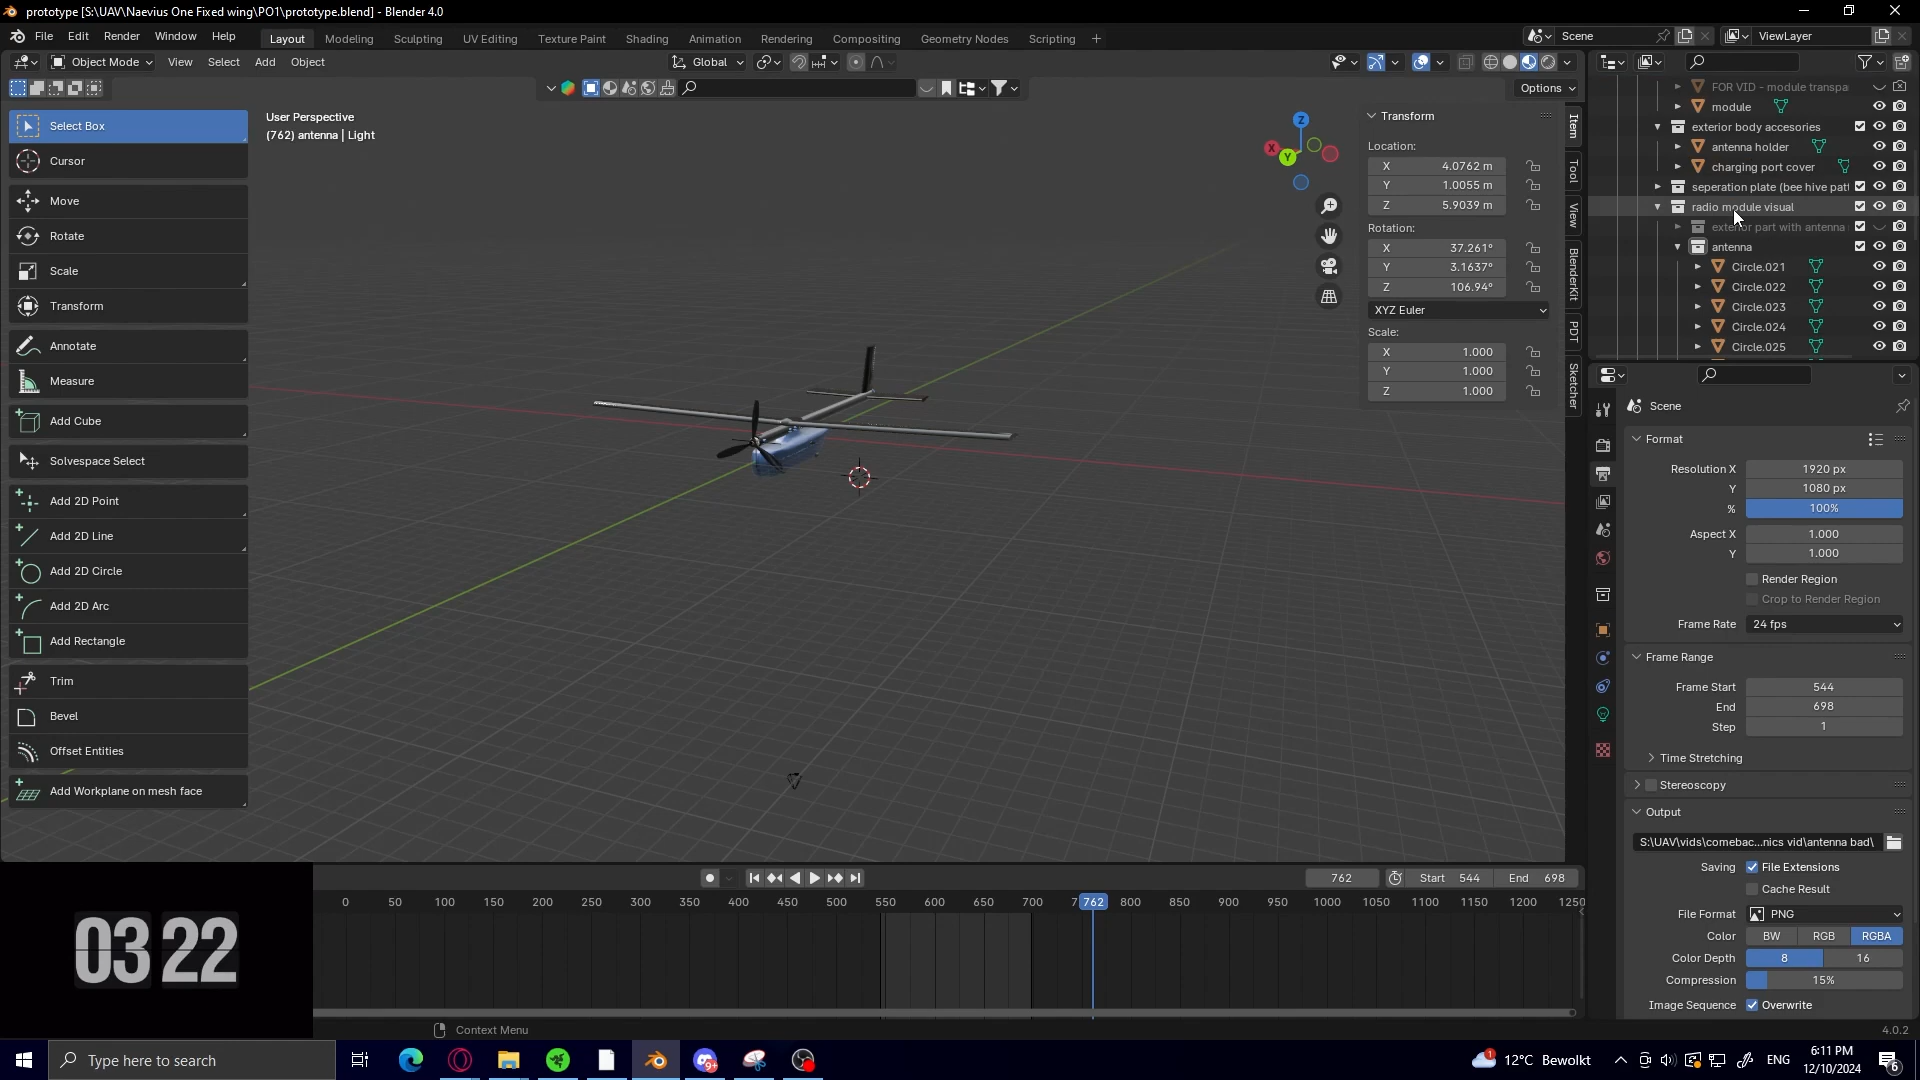 prototype [S:\UAV\Naevius One Fixed wing\PO1\prototype.blend] - Blender 4.0
File Edit Render Window Help Layout Modeling Sculpting UV Editing Texture Paint Shading Animation Rendering Compositing Geometry Nodes Scripting + Scene ViewLayer
Object Mode View Select Add Object Global
Options
Select Box
Cursor
Move
Rotate
Scale
Transform
Annotate
Measure
Add Cube
Solvespace Select
Add 2D Point
Add 2D Line
Add 2D Circle
Add 2D Arc
Add Rectangle
Trim
Bevel
Offset Entities
Add Workplane on mesh face
User Perspective
(762) antenna | Light
Z
X
Y
Transform
Location:
X 4.0762 m
Y 1.0055 m
Z 5.9039 m
Rotation:
X 37.261°
Y 3.1637°
Z 106.94°
XYZ Euler
Scale:
X 1.000
Y 1.000
Z 1.000
Item
Tool
View
BlenderKit
PDT
Sketcher
FOR VID - module transpa
module
exterior body accesories
antenna holder
charging port cover
seperation plate (bee hive patt
radio module visual
exterior part with antenna
antenna
Circle.021
Circle.022
Circle.023
Circle.024
Circle.025
Scene
Format
Resolution X 1920 px
Y 1080 px
% 100%
Aspect X 1.000
Y 1.000
Render Region
Crop to Render Region
Frame Rate 24 fps
Frame Range
Frame Start 544
End 698
Step 1
Time Stretching
Stereoscopy
Output
S:\UAV\vids\comebac...nics vid\antenna bad\
Saving File Extensions
Cache Result
File Format PNG
Color BW RGB RGBA
Color Depth 8 16
Compression 15%
Image Sequence Overwrite
762 Start 544 End 698
0 50 100 150 200 250 300 350 400 450 500 550 600 650 700 7 762 800 850 900 950 1000 1050 1100 1150 1200 1250
03 22
Context Menu
4.0.2
Type here to search
9+
1
12°C Bewolkt
ENG
6:11 PM
12/10/2024
6